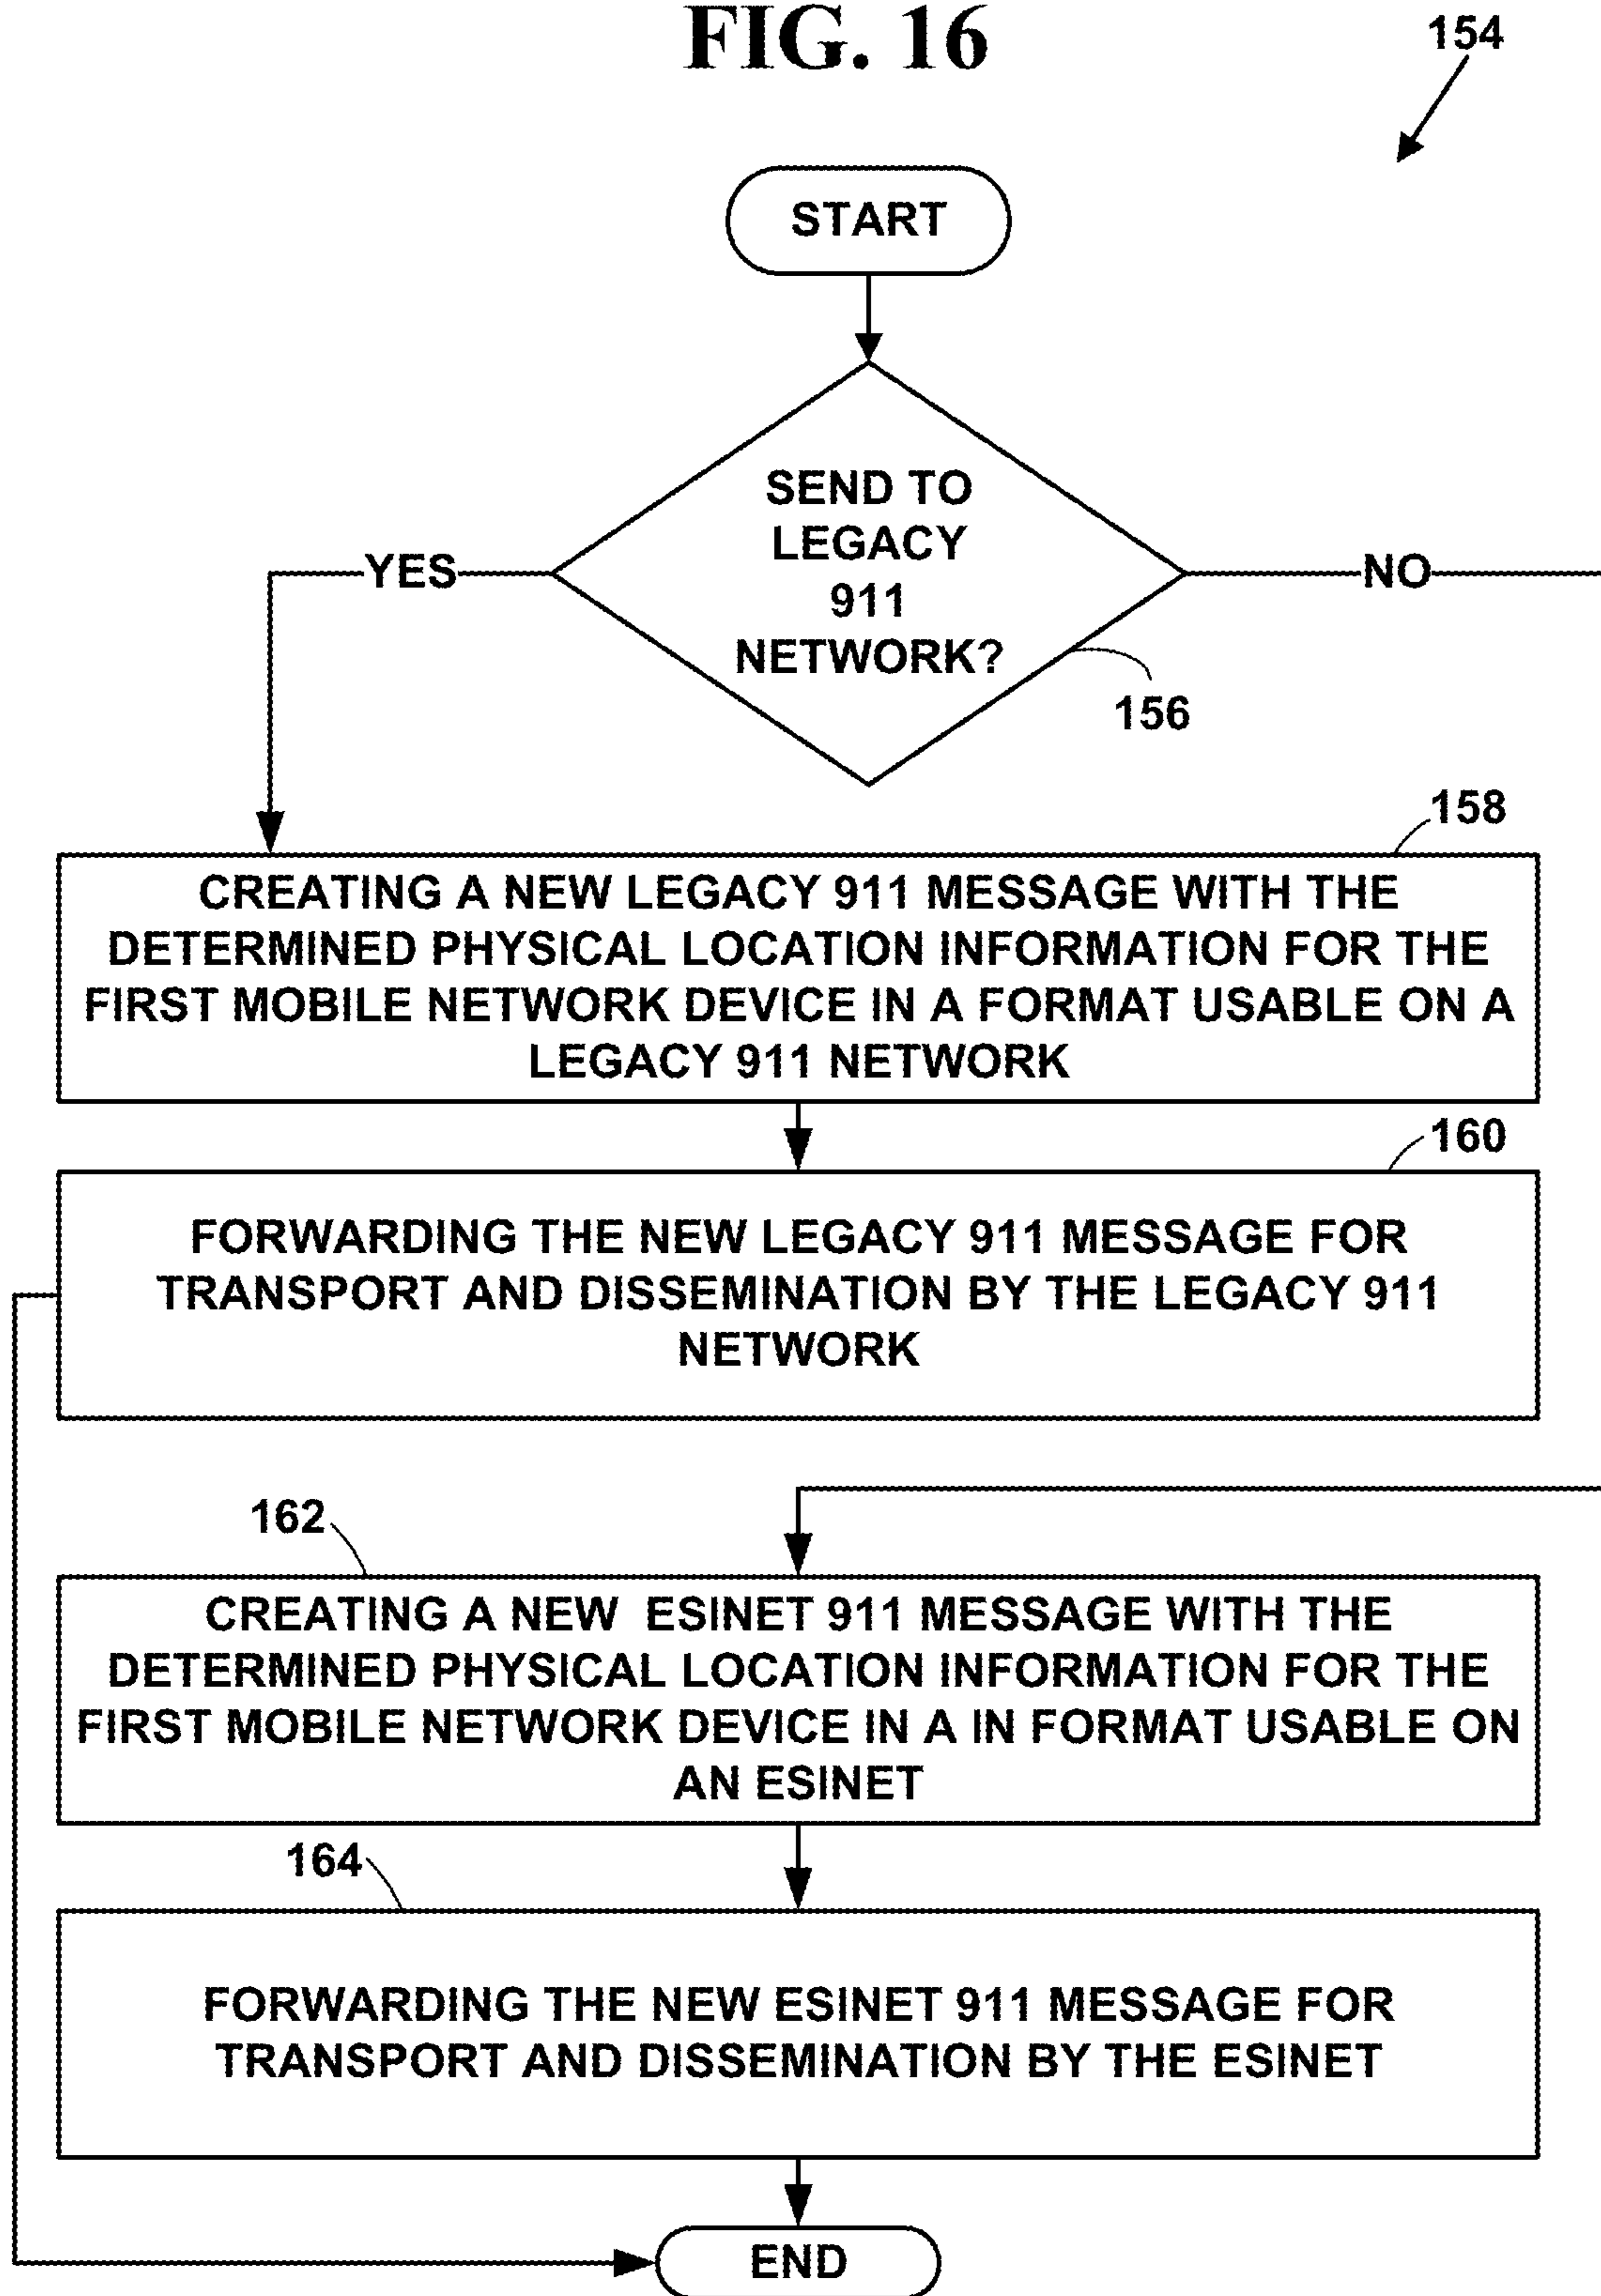 FIG. 16
154
START
SEND TO
LEGACY
911
NETWORK?
YES
NO
156
158
CREATING A NEW LEGACY 911 MESSAGE WITH THE
DETERMINED PHYSICAL LOCATION INFORMATION FOR THE
FIRST MOBILE NETWORK DEVICE IN A FORMAT USABLE ON A
LEGACY 911 NETWORK
160
FORWARDING THE NEW LEGACY 911 MESSAGE FOR
TRANSPORT AND DISSEMINATION BY THE LEGACY 911
NETWORK
162
CREATING A NEW ESINET 911 MESSAGE WITH THE
DETERMINED PHYSICAL LOCATION INFORMATION FOR THE
FIRST MOBILE NETWORK DEVICE IN A IN FORMAT USABLE ON
AN ESINET
164
FORWARDING THE NEW ESINET 911 MESSAGE FOR
TRANSPORT AND DISSEMINATION BY THE ESINET
END